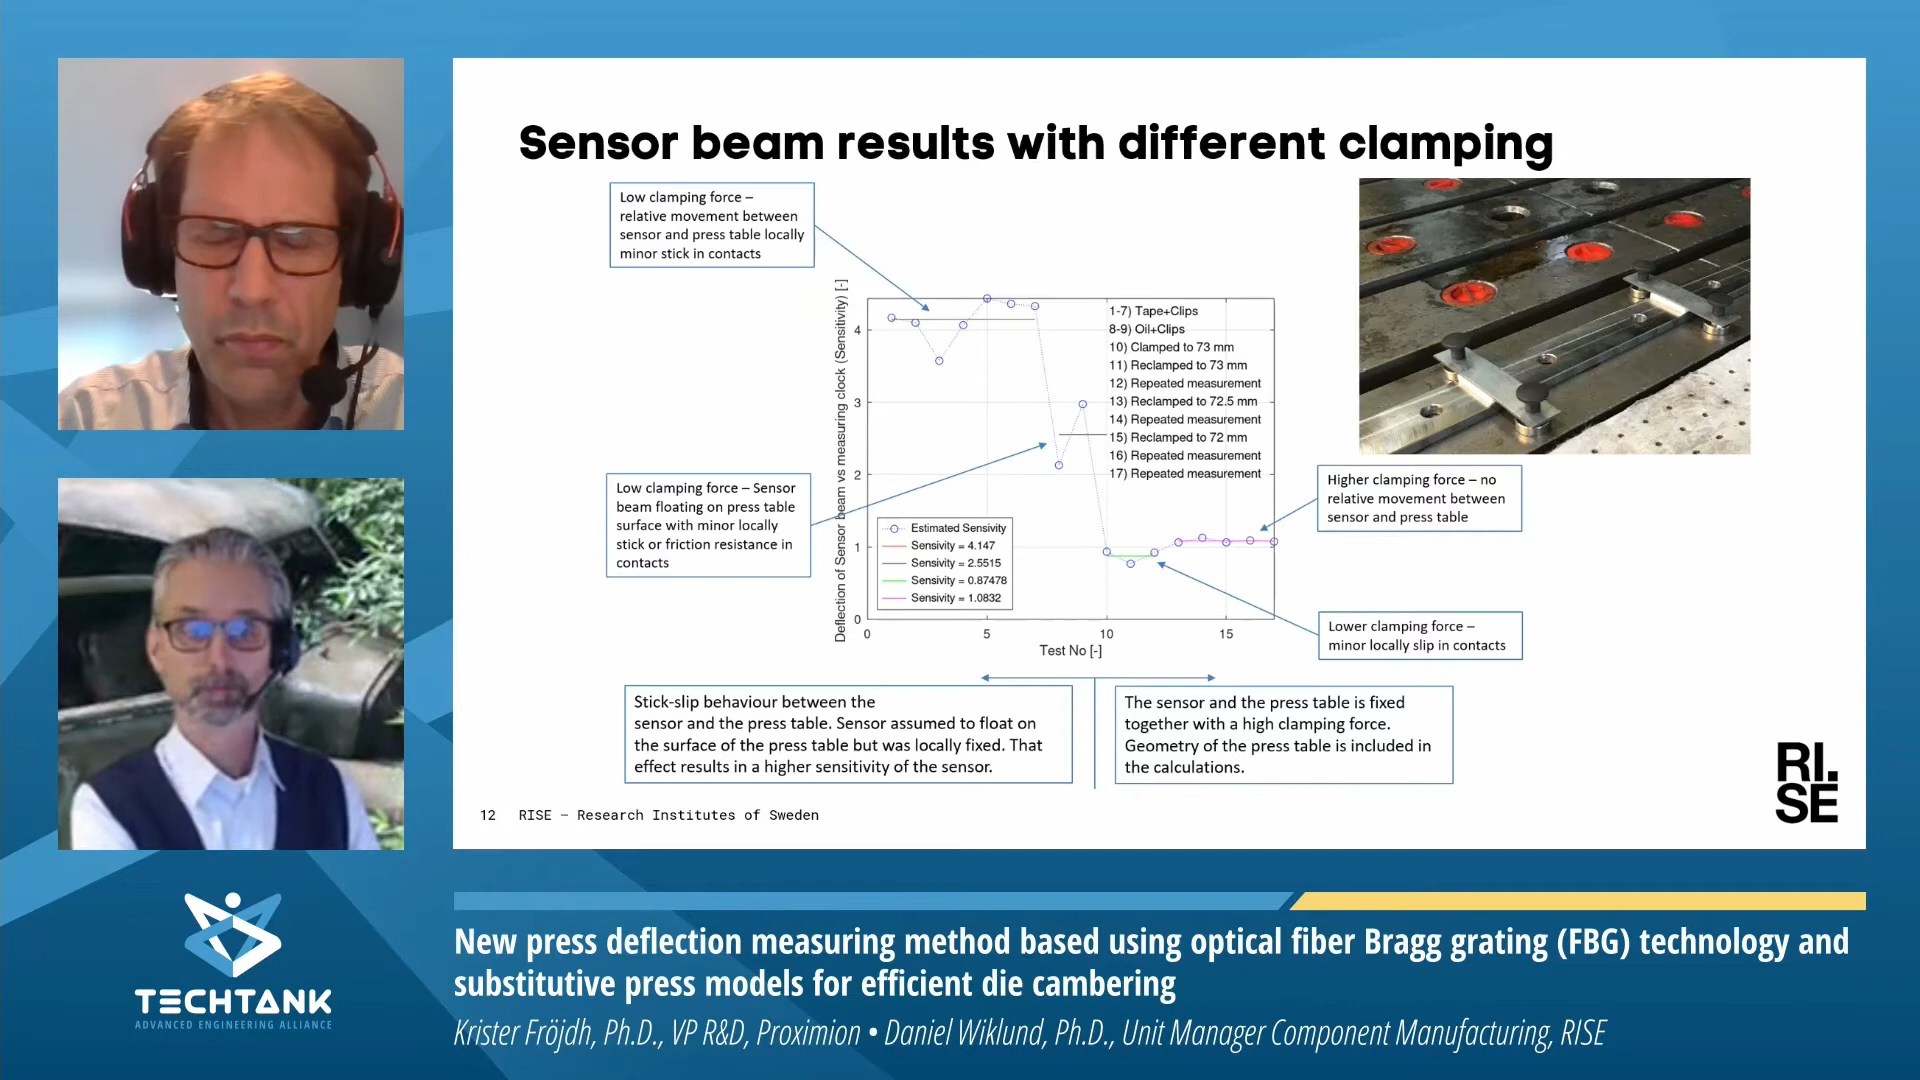 Sensor beam results with different clamping
Low clamping force –
relative movement between
sensor and press table locally
minor stick in contacts
Deflection of Sensor beam vs measuring clock (Sensitivity) [-]
4
3
2
1
0
0
5
10
15
Test No [-]
1-7) Tape+Clips
8-9) Oil+Clips
10) Clamped to 73 mm
11) Reclamped to 73 mm
12) Repeated measurement
13) Reclamped to 72.5 mm
14) Repeated measurement
15) Reclamped to 72 mm
16) Repeated measurement
17) Repeated measurement
Low clamping force – Sensor
beam floating on press table
surface with minor locally
stick or friction resistance in
contacts
Estimated Sensivity
Sensivity = 4.147
Sensivity = 2.5515
Sensivity = 0.87478
Sensivity = 1.0832
Higher clamping force – no
relative movement between
sensor and press table
Lower clamping force –
minor locally slip in contacts
Stick-slip behaviour between the
sensor and the press table. Sensor assumed to float on
the surface of the press table but was locally fixed. That
effect results in a higher sensitivity of the sensor.
The sensor and the press table is fixed
together with a high clamping force.
Geometry of the press table is included in
the calculations.
12 RISE — Research Institutes of Sweden
RI.
SE
TECHTANK
ADVANCED ENGINEERING ALLIANCE
New press deflection measuring method based using optical fiber Bragg grating (FBG) technology and
substitutive press models for efficient die cambering
Krister Fröjdh, Ph.D., VP R&D, Proximion • Daniel Wiklund, Ph.D., Unit Manager Component Manufacturing, RISE